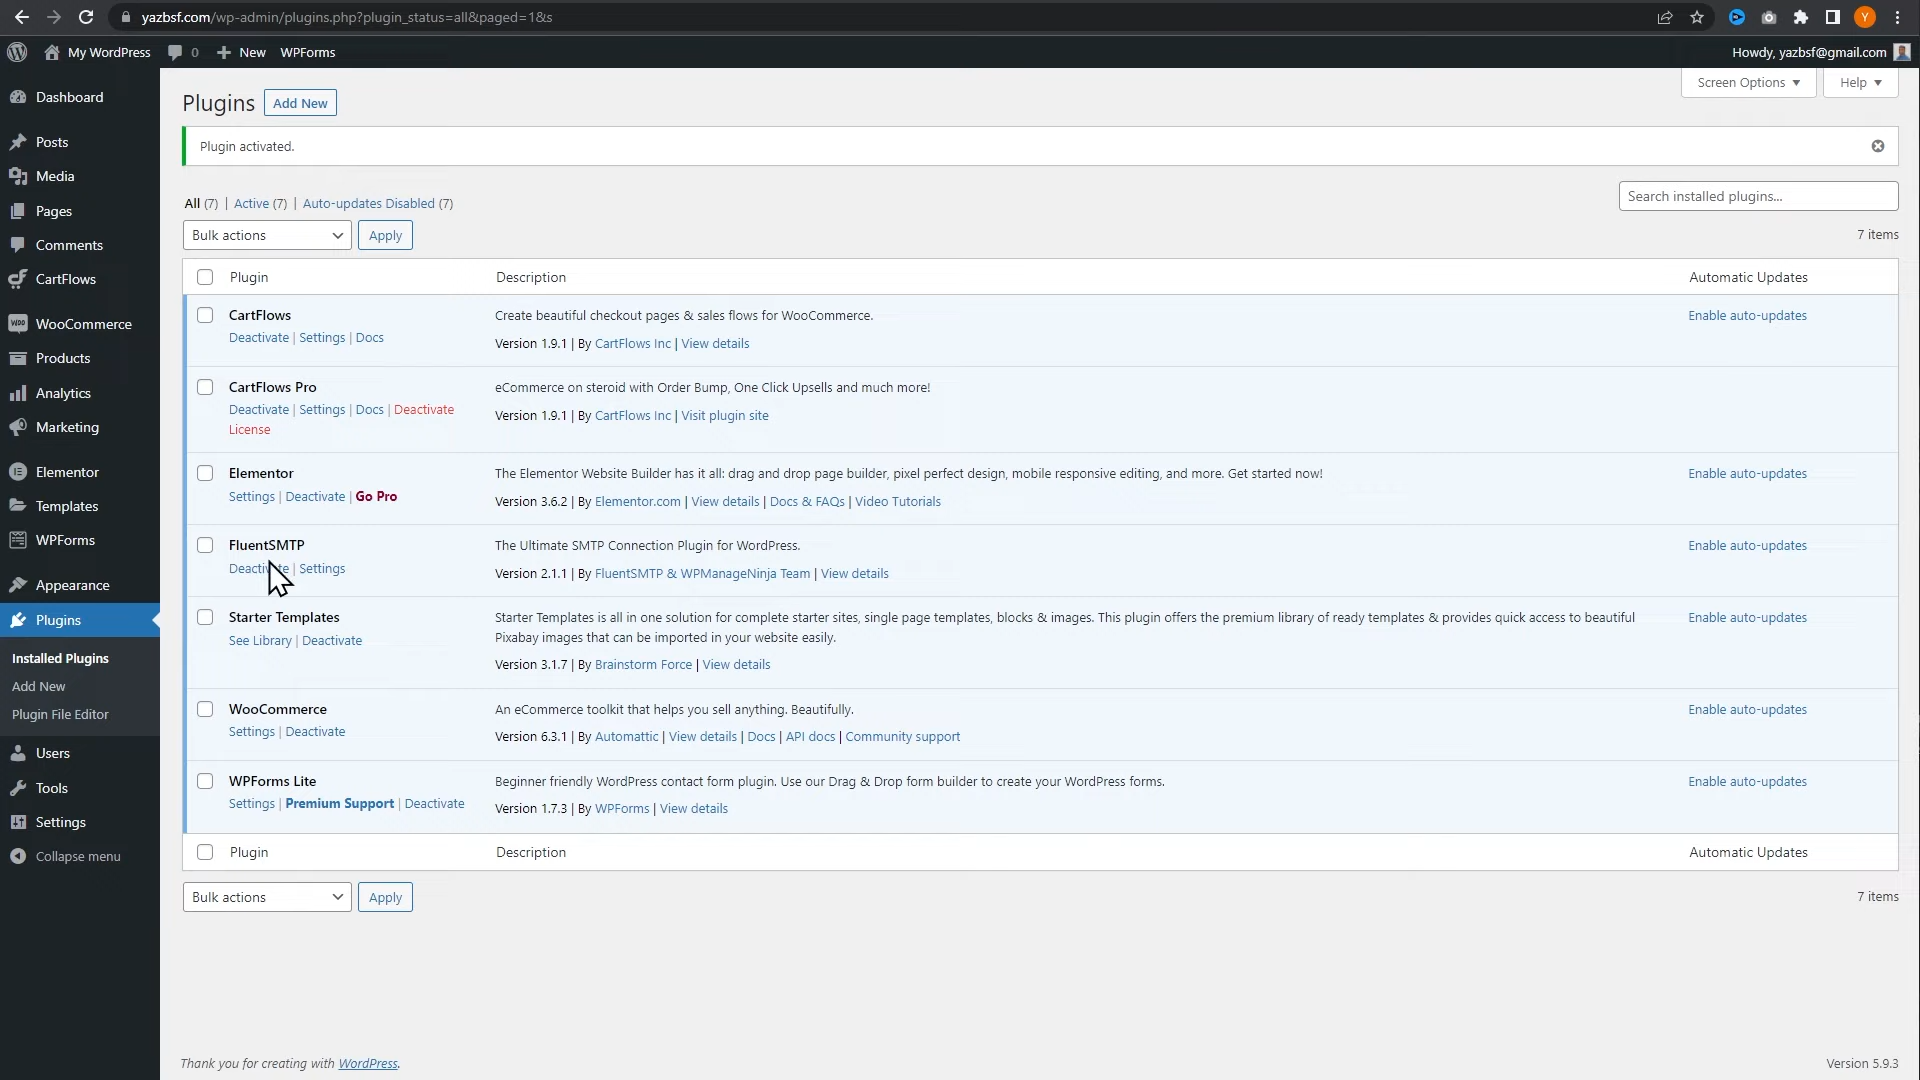 yazbsf.com/wp-admin/plugins.php?plugin_status=all&paged=1&s
Y
My WordPress 0 New WPForms
Howdy, yazbsf@gmail.com
Dashboard
Posts
Media
Pages
Comments
CartFlows
WooCommerce
Products
Analytics
Marketing
Elementor
Templates
WPForms
Appearance
Plugins
Installed Plugins
Add New
Plugin File Editor
Users
Tools
Settings
Collapse menu
Screen Options Help
Plugins Add New
Plugin activated.
All (7) | Active (7) | Auto-updates Disabled (7)
Search installed plugins...
Bulk actions Apply
7 items
Plugin Description Automatic Updates
CartFlows
Deactivate | Settings | Docs
Create beautiful checkout pages & sales flows for WooCommerce.
Version 1.9.1 | By CartFlows Inc | View details
Enable auto-updates
CartFlows Pro
Deactivate | Settings | Docs | Deactivate
License
eCommerce on steroid with Order Bump, One Click Upsells and much more!
Version 1.9.1 | By CartFlows Inc | Visit plugin site
Elementor
Settings | Deactivate | Go Pro
The Elementor Website Builder has it all: drag and drop page builder, pixel perfect design, mobile responsive editing, and more. Get started now!
Version 3.6.2 | By Elementor.com | View details | Docs & FAQs | Video Tutorials
Enable auto-updates
FluentSMTP
Deactivate | Settings
The Ultimate SMTP Connection Plugin for WordPress.
Version 2.1.1 | By FluentSMTP & WPManageNinja Team | View details
Enable auto-updates
Starter Templates
See Library | Deactivate
Starter Templates is all in one solution for complete starter sites, single page templates, blocks & images. This plugin offers the premium library of ready templates & provides quick access to beautiful
Pixabay images that can be imported in your website easily.
Version 3.1.7 | By Brainstorm Force | View details
Enable auto-updates
WooCommerce
Settings | Deactivate
An eCommerce toolkit that helps you sell anything. Beautifully.
Version 6.3.1 | By Automattic | View details | Docs | API docs | Community support
Enable auto-updates
WPForms Lite
Settings | Premium Support | Deactivate
Beginner friendly WordPress contact form plugin. Use our Drag & Drop form builder to create your WordPress forms.
Version 1.7.3 | By WPForms | View details
Enable auto-updates
Plugin Description Automatic Updates
Bulk actions Apply
7 items
Thank you for creating with WordPress.
Version 5.9.3